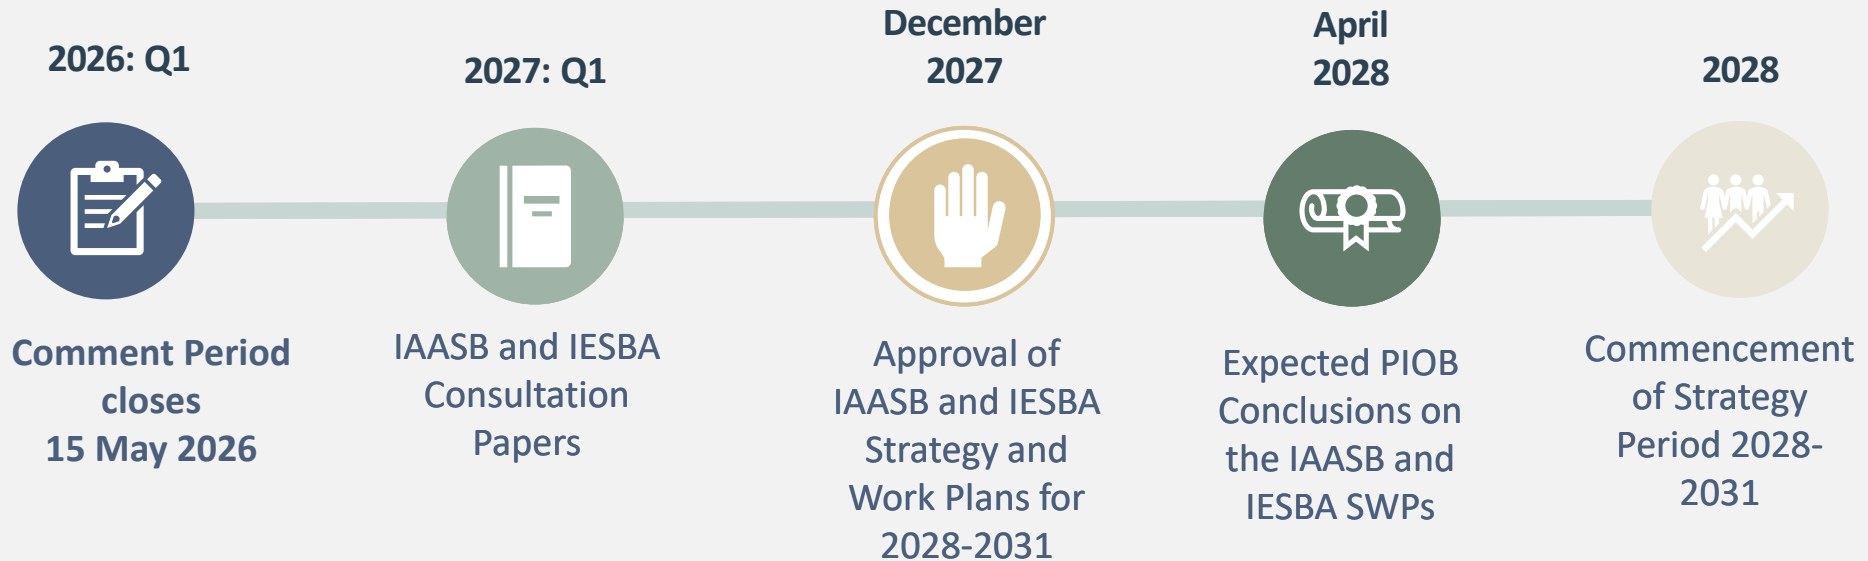 2026: Q1
Comment Period
closes
15 May 2026
2027: Q1
IAASB and IESBA
Consultation
Papers
December
2027
Approval of
IAASB and IESBA
Strategy and
Work Plans for
2028-2031
April
2028
Expected PIOB
Conclusions on
the IAASB and
IESBA SWPs
2028
Commencement
of Strategy
Period 2028-
2031